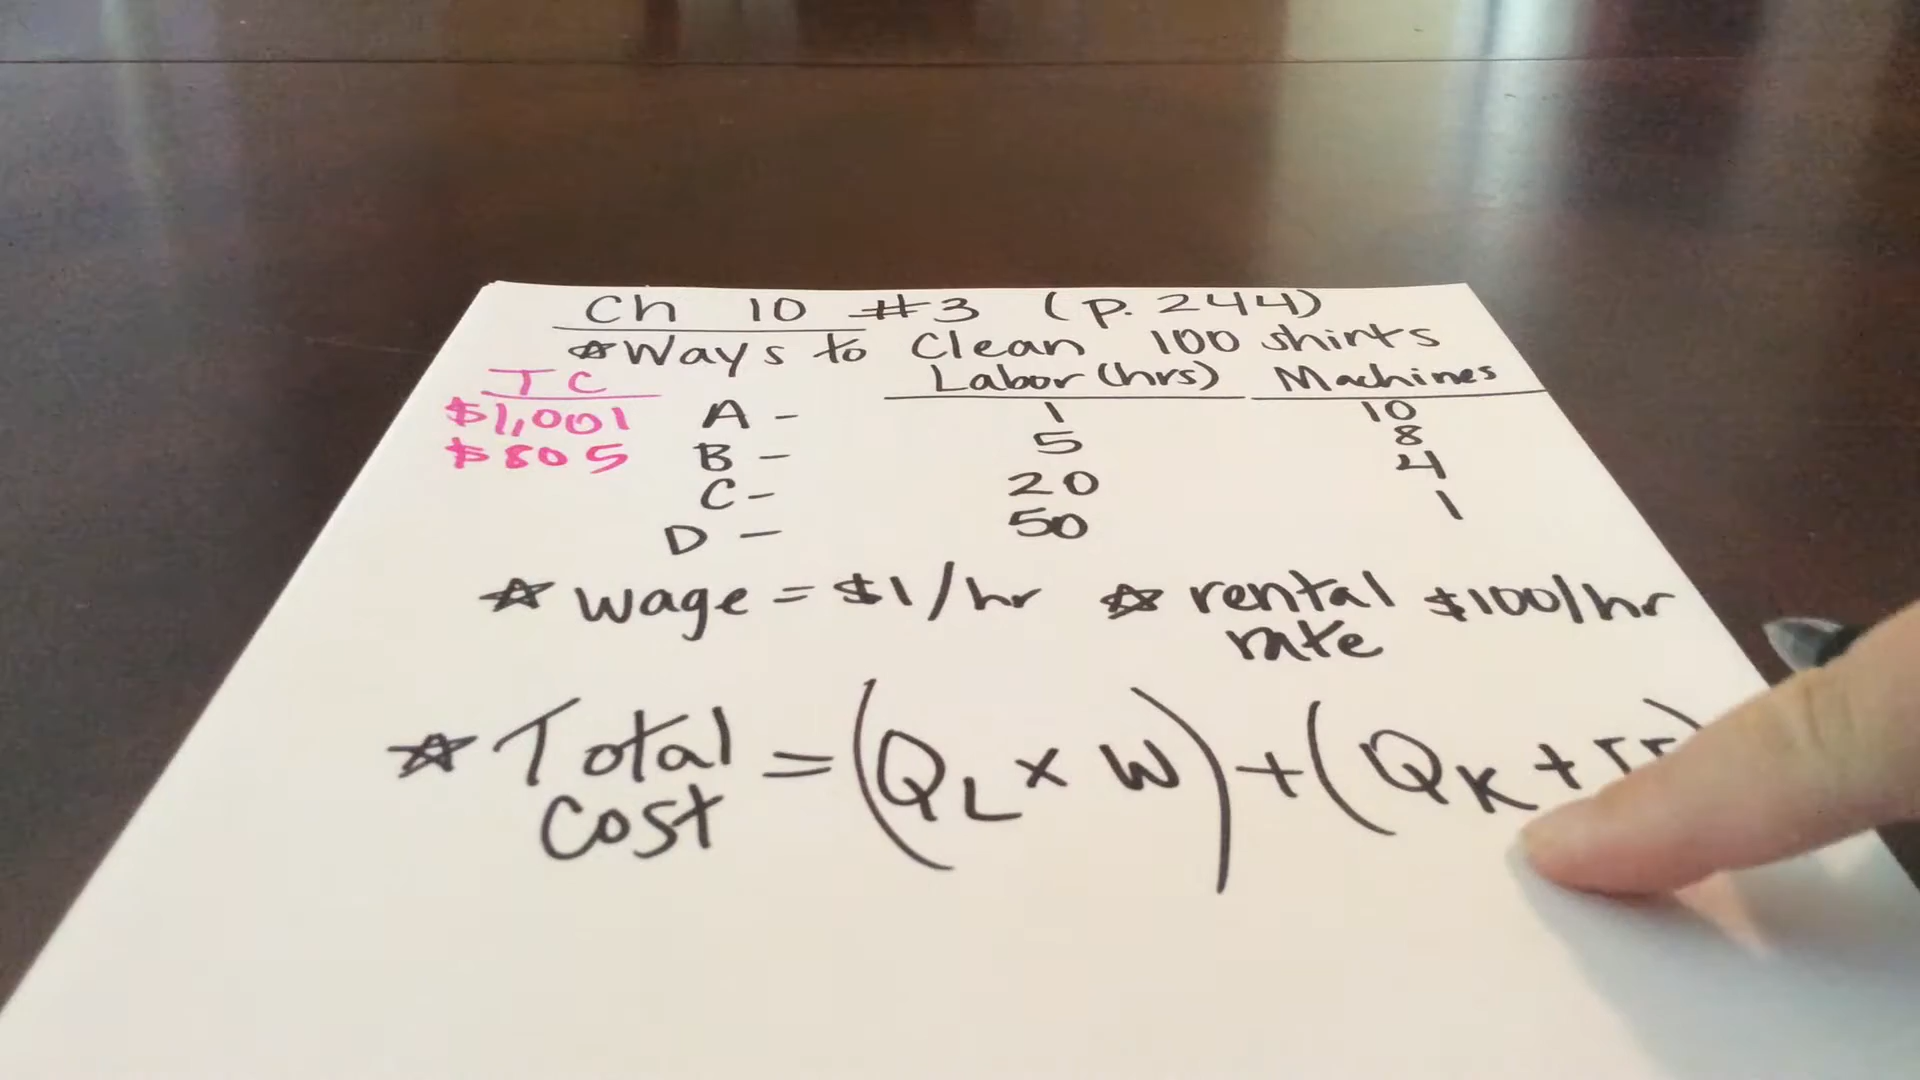 Ch 10 #3 (p. 244)
☆ Ways to Clean 100 shirts
TC Labor (hrs) Machines
$1,001 A - 1 10
$805 B - 5 8
C - 20 4
D - 50 1
☆ wage = $1/hr ☆ rental rate $100/hr
☆ Total cost = (QL x W) + (QK + rr)